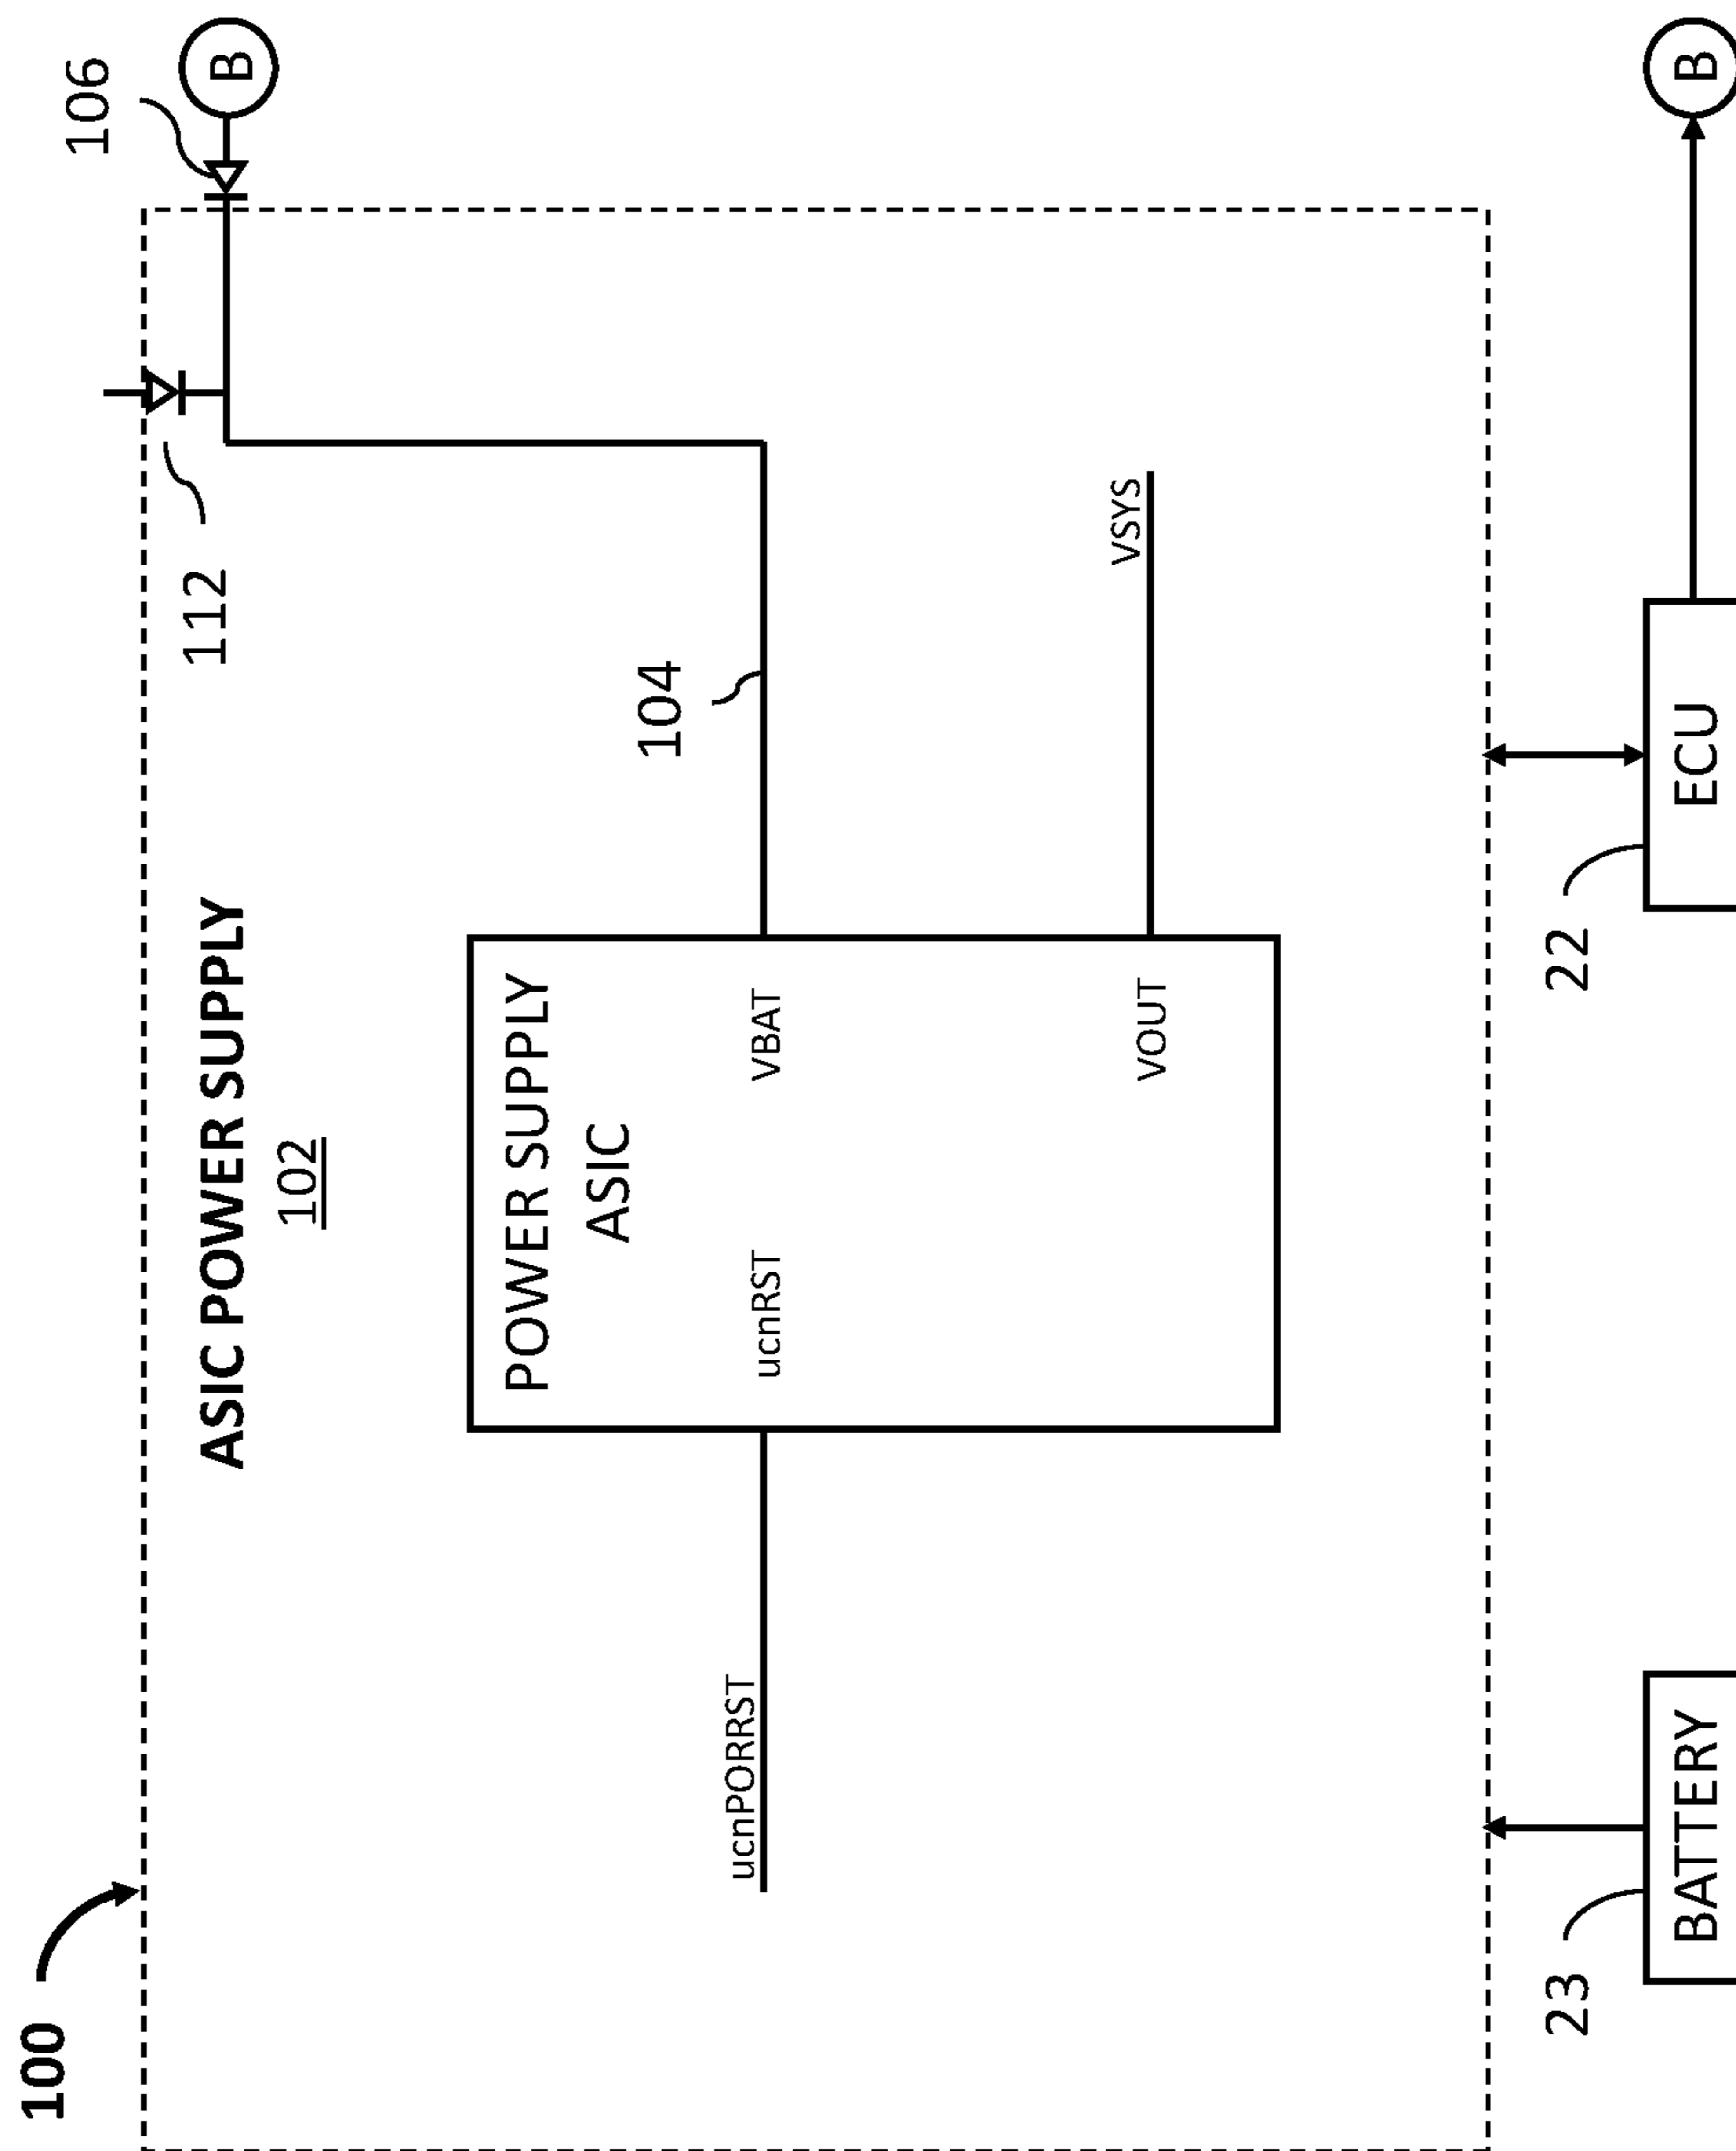 100
106
ASIC POWER SUPPLY
112
B
102
POWER SUPPLY
ASIC
104
ucnPORRST
ucnRST
VBAT
VSYS
VOUT
23
22
BATTERY
ECU
B